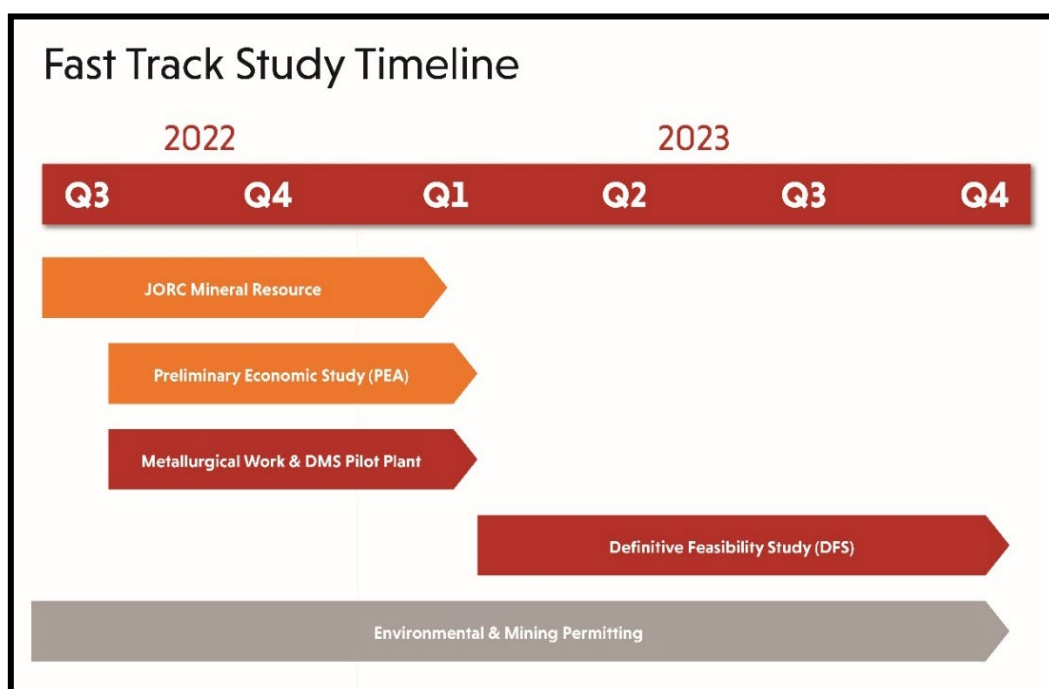 Fast Track Study Timeline
2022 2023
Q3 Q4 Q1 Q2 Q3 Q4
JORC Mineral Resource
Preliminary Economic Study (PEA)
Metallurgical Work & DMS Pilot Plant
Definitive Feasibility Study (DFS)
Environmental & Mining Permitting